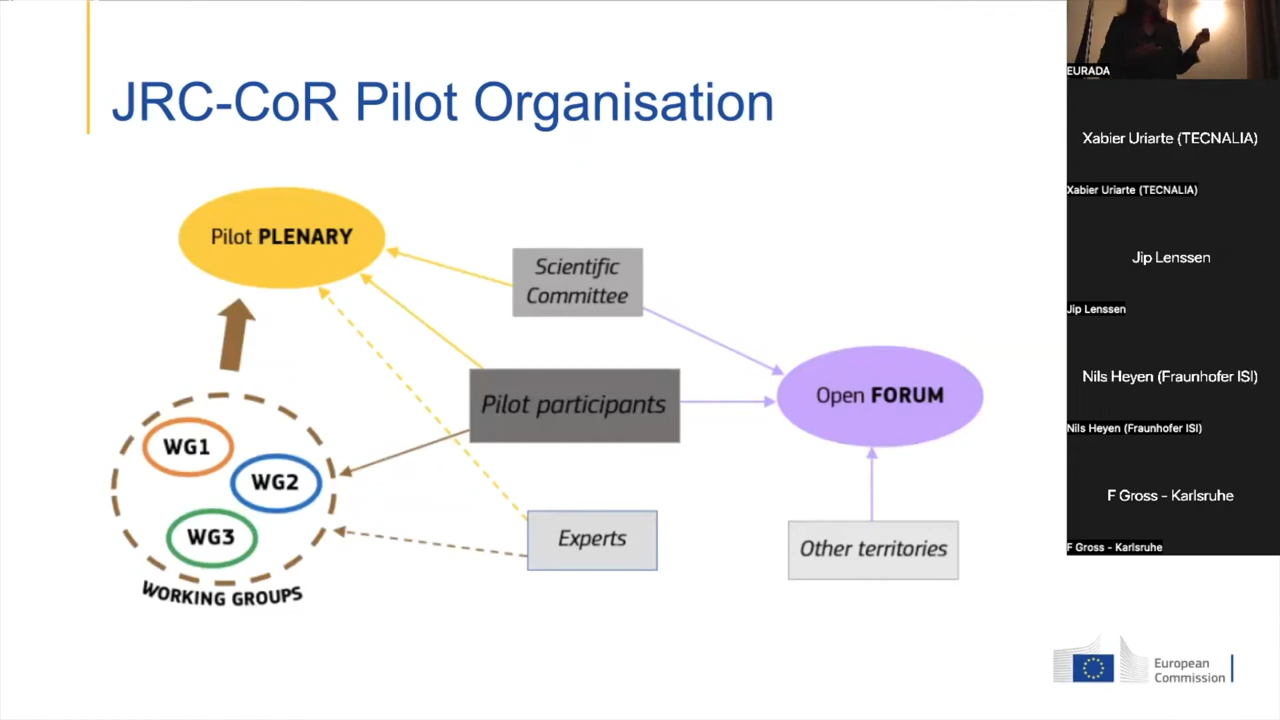 JRC-CoR Pilot Organisation
Pilot PLENARY
Scientific
Committee
Pilot participants
Open FORUM
WG1
WG2
WG3
WORKING GROUPS
Experts
Other territories
European
Commission
EURADA
Xabier Uriarte (TECNALIA)
Xabier Uriarte (TECNALIA)
Jip Lenssen
Jip Lenssen
Nils Heyen (Fraunhofer ISI)
Nils Heyen (Fraunhofer ISI)
F Gross - Karlsruhe
F Gross - Karlsruhe